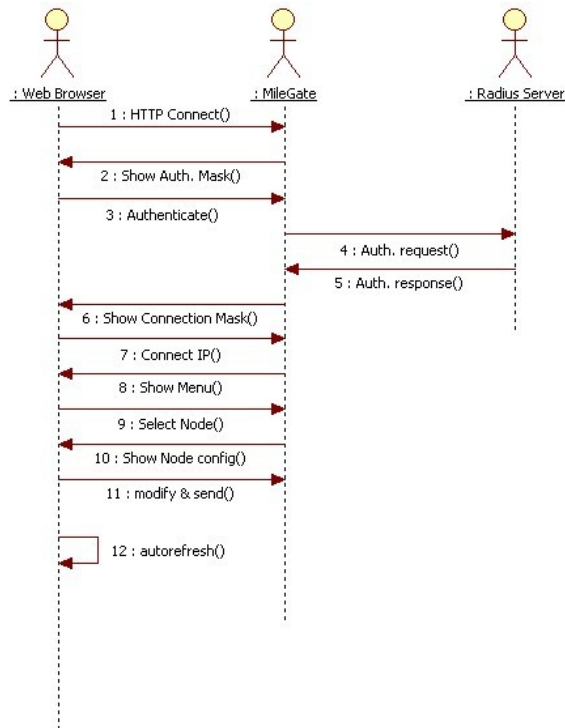 : Web Browser
: MileGate
: Radius Server
1 : HTTP Connect()
2 : Show Auth. Mask()
3 : Authenticate()
4 : Auth. request()
5 : Auth. response()
6 : Show Connection Mask()
7 : Connect IP()
8 : Show Menu()
9 : Select Node()
10 : Show Node config()
11 : modify & send()
12 : autorefresh()